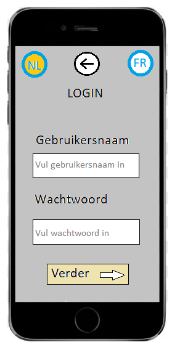 NL FR
LOGIN
Gebruikersnaam
Vul gebruikersnaam in
Wachtwoord
Vul wachtwoord in
Verder